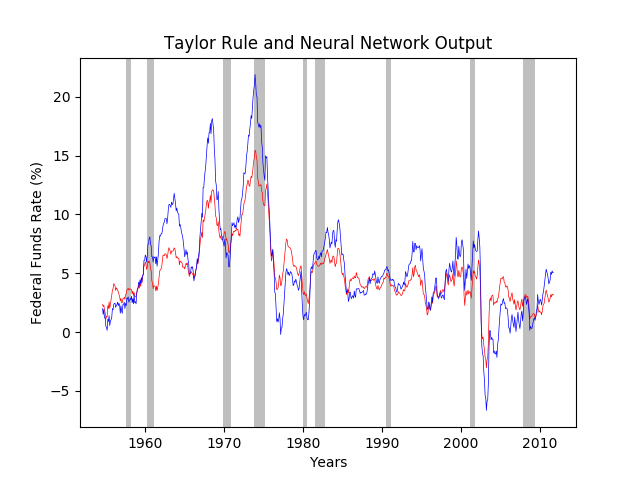 Taylor Rule and Neural Network Output
Federal Funds Rate (%)
20
15
10
5
0
−5
1960 1970 1980 1990 2000 2010
Years